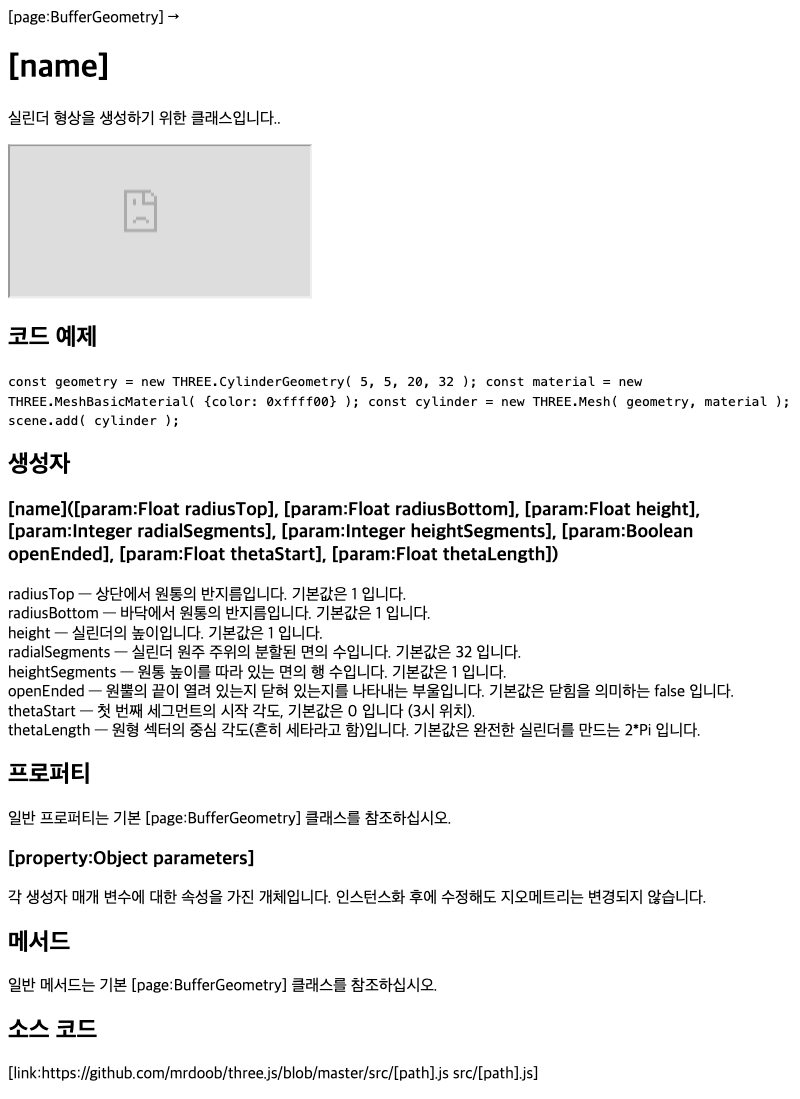 [page:BufferGeometry] →
[name]
실린더 형상을 생성하기 위한 클래스입니다..
코드 예제
const geometry = new THREE.CylinderGeometry( 5, 5, 20, 32 ); const material = new
THREE.MeshBasicMaterial( {color: 0xffff00} ); const cylinder = new THREE.Mesh( geometry, material );
scene.add( cylinder );
생성자
[name]([param:Float radiusTop], [param:Float radiusBottom], [param:Float height],
[param:Integer radialSegments], [param:Integer heightSegments], [param:Boolean
openEnded], [param:Float thetaStart], [param:Float thetaLength])
radiusTop — 상단에서 원통의 반지름입니다. 기본값은 1 입니다.
radiusBottom — 바닥에서 원통의 반지름입니다. 기본값은 1 입니다.
height — 실린더의 높이입니다. 기본값은 1 입니다.
radialSegments — 실린더 원주 주위의 분할된 면의 수입니다. 기본값은 32 입니다.
heightSegments — 원통 높이를 따라 있는 면의 행 수입니다. 기본값은 1 입니다.
openEnded — 원뿔의 끝이 열려 있는지 닫혀 있는지를 나타내는 부울입니다. 기본값은 닫힘을 의미하는 false 입니다.
thetaStart — 첫 번째 세그먼트의 시작 각도, 기본값은 0 입니다 (3시 위치).
thetaLength — 원형 섹터의 중심 각도(흔히 세타라고 함)입니다. 기본값은 완전한 실린더를 만드는 2*Pi 입니다.
프로퍼티
일반 프로퍼티는 기본 [page:BufferGeometry] 클래스를 참조하십시오.
[property:Object parameters]
각 생성자 매개 변수에 대한 속성을 가진 개체입니다. 인스턴스화 후에 수정해도 지오메트리는 변경되지 않습니다.
메서드
일반 메서드는 기본 [page:BufferGeometry] 클래스를 참조하십시오.
소스 코드
[link:https://github.com/mrdoob/three.js/blob/master/src/[path].js src/[path].js]